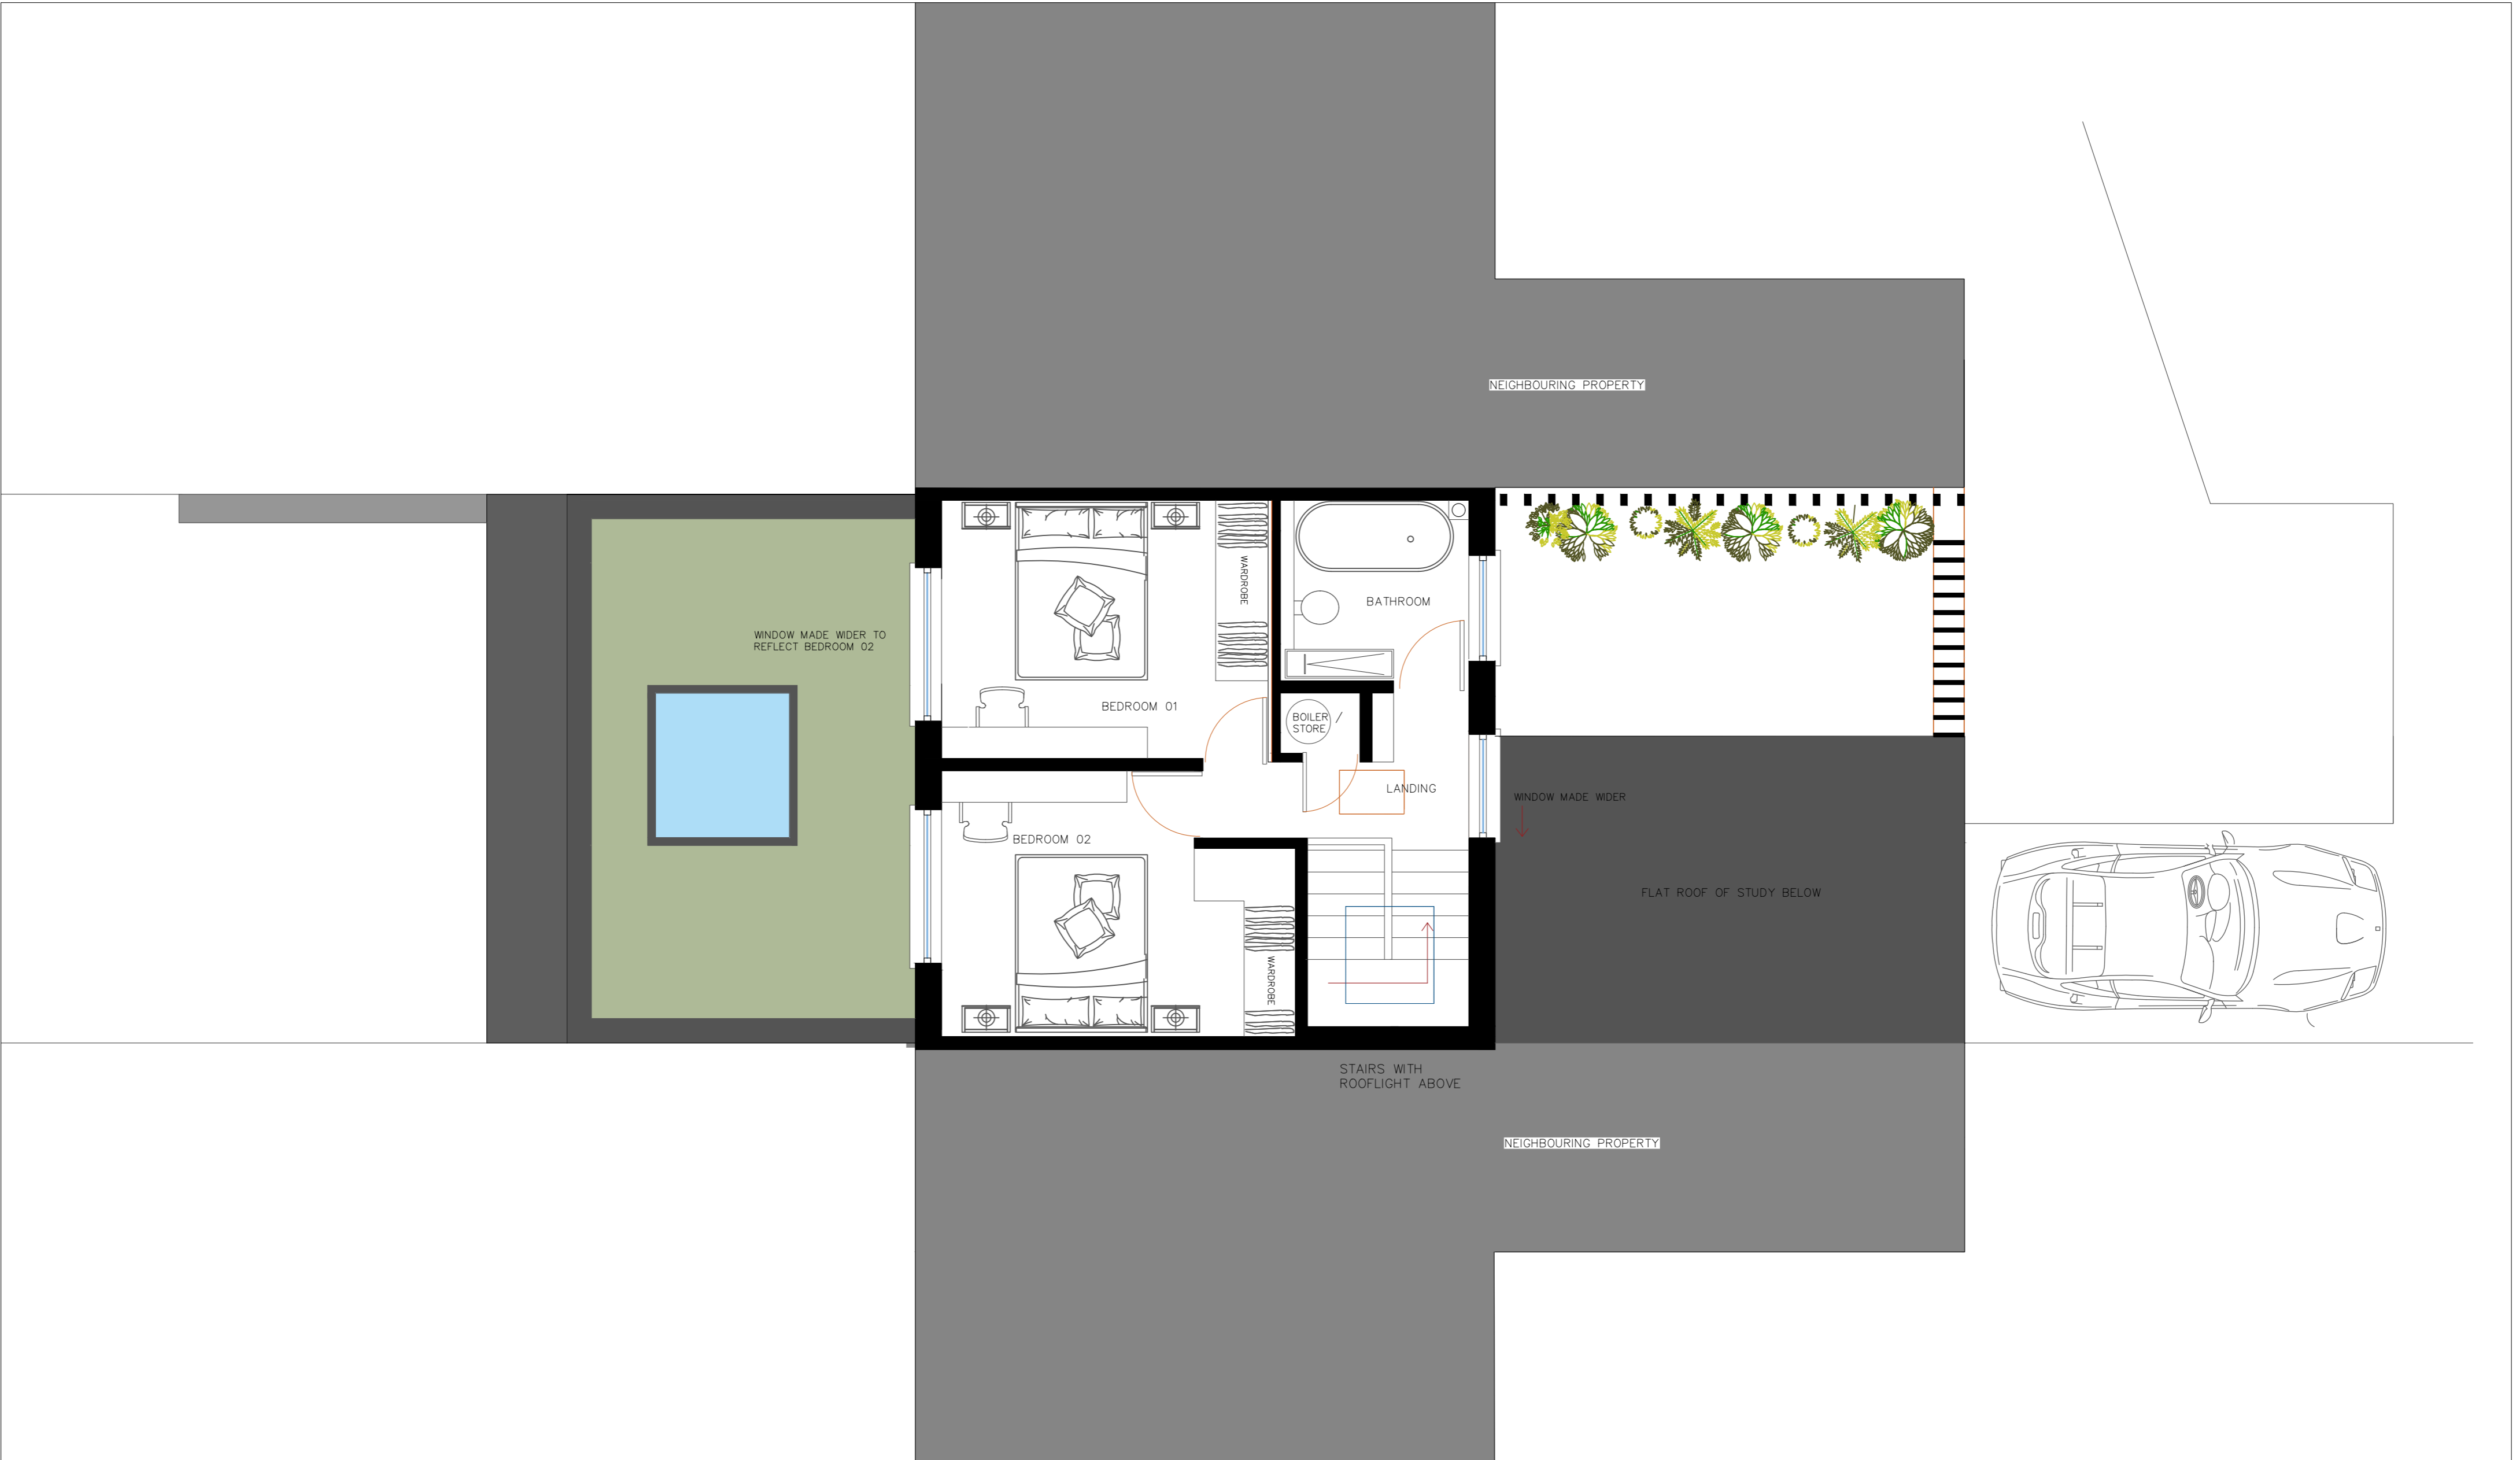 NEIGHBOURING PROPERTY
WARDROBE
BATHROOM
WINDOW MADE WIDER TO
REFLECT BEDROOM 02
BEDROOM 01
BOILER /
STORE
LANDING
WINDOW MADE WIDER
BEDROOM 02
FLAT ROOF OF STUDY BELOW
WARDROBE
STAIRS WITH
ROOFLIGHT ABOVE
NEIGHBOURING PROPERTY